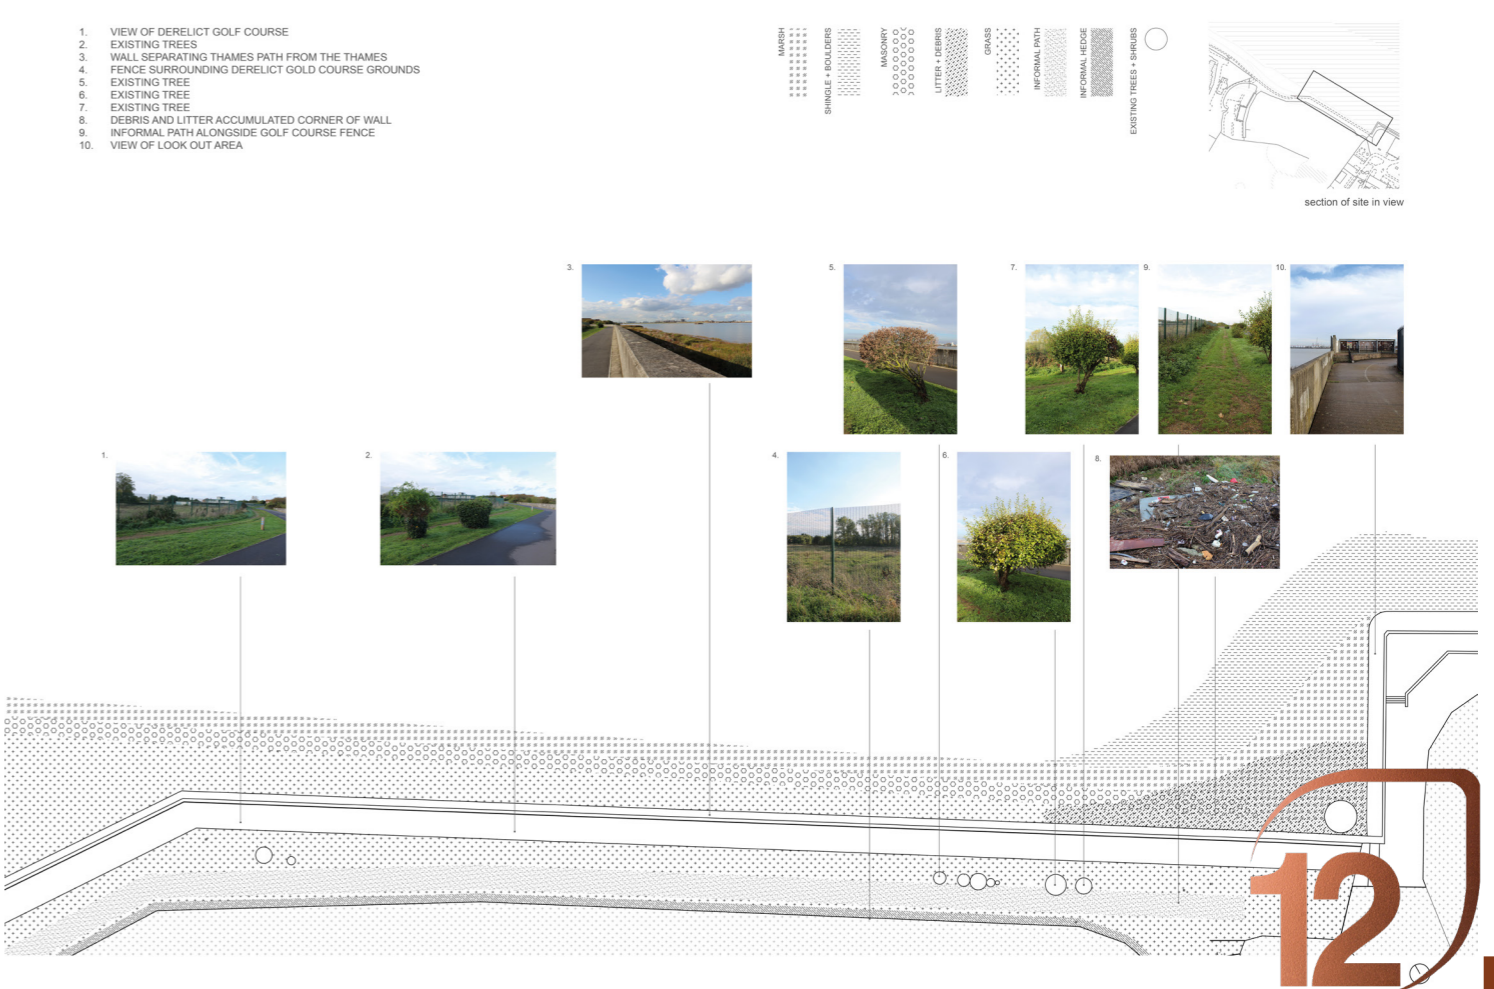 1. VIEW OF DERELICT GOLF COURSE
2. EXISTING TREES
3. WALL SEPARATING THAMES PATH FROM THE THAMES
4. FENCE SURROUNDING DERELICT GOLD COURSE GROUNDS
5. EXISTING TREE
6. EXISTING TREE
7. EXISTING TREE
8. DEBRIS AND LITTER ACCUMULATED CORNER OF WALL
9. INFORMAL PATH ALONGSIDE GOLF COURSE FENCE
10. VIEW OF LOOK OUT AREA
MARSH
SHINGLE + BOULDERS
MASONRY
LITTER + DEBRIS
GRASS
INFORMAL PATH
INFORMAL HEDGE
EXISTING TREES + SHRUBS
section of site in view
3.
5.
7.
9.
10.
1.
2.
4.
6.
8.
12